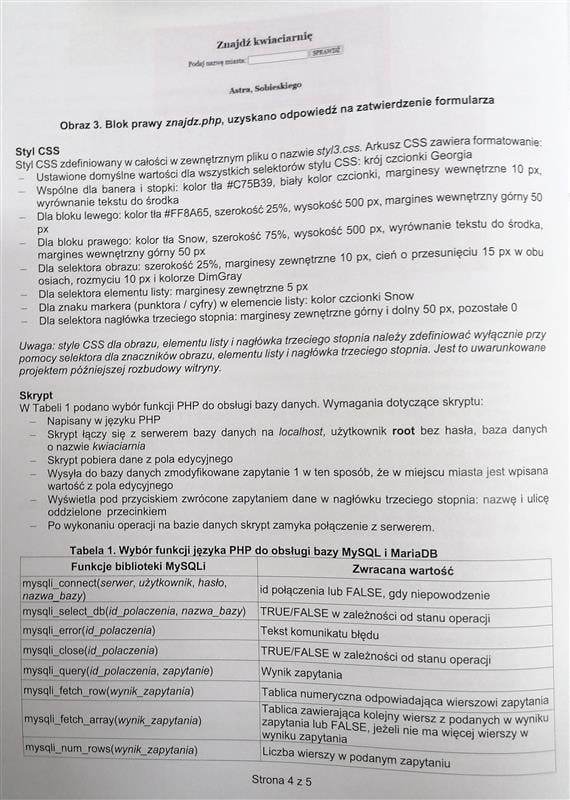 Znajdź kwiaciarnię
Podaj nazwę miasta: SPRAWDŹ
Astra, Sobieskiego
Obraz 3. Blok prawy znajdz.php, uzyskano odpowiedź na zatwierdzenie formularza
Styl CSS
Styl CSS zdefiniowany w całości w zewnętrznym pliku o nazwie styl3.css. Arkusz CSS zawiera formatowanie:
– Ustawione domyślne wartości dla wszystkich selektorów stylu CSS: krój czcionki Georgia
– Wspólne dla banera i stopki: kolor tła #C75B39, biały kolor czcionki, marginesy wewnętrzne 10 px,
wyrównanie tekstu do środka
– Dla bloku lewego: kolor tła #FF8A65, szerokość 25%, wysokość 500 px, margines wewnętrzny górny 50
px
– Dla bloku prawego: kolor tła Snow, szerokość 75%, wysokość 500 px, wyrównanie tekstu do środka,
margines wewnętrzny górny 50 px
– Dla selektora obrazu: szerokość 25%, marginesy zewnętrzne 10 px, cień o przesunięciu 15 px w obu
osiach, rozmyciu 10 px i kolorze DimGray
– Dla selektora elementu listy: marginesy zewnętrzne 5 px
– Dla znaku markera (punktora / cyfry) w elemencie listy: kolor czcionki Snow
– Dla selektora nagłówka trzeciego stopnia: marginesy zewnętrzne górny i dolny 50 px, pozostałe 0
Uwaga: style CSS dla obrazu, elementu listy i nagłówka trzeciego stopnia należy zdefiniować wyłącznie przy
pomocy selektora dla znaczników obrazu, elementu listy i nagłówka trzeciego stopnia. Jest to uwarunkowane
projektem późniejszej rozbudowy witryny.
Skrypt
W Tabeli 1 podano wybór funkcji PHP do obsługi bazy danych. Wymagania dotyczące skryptu:
– Napisany w języku PHP
– Skrypt łączy się z serwerem bazy danych na localhost, użytkownik root bez hasła, baza danych
o nazwie kwiaciarnia
– Skrypt pobiera dane z pola edycyjnego
– Wysyła do bazy danych zmodyfikowane zapytanie 1 w ten sposób, że w miejscu miasta jest wpisana
wartość z pola edycyjnego
– Wyświetla pod przyciskiem zwrócone zapytaniem dane w nagłówku trzeciego stopnia: nazwę i ulicę
oddzielone przecinkiem
– Po wykonaniu operacji na bazie danych skrypt zamyka połączenie z serwerem.
Tabela 1. Wybór funkcji języka PHP do obsługi bazy MySQL i MariaDB
Funkcje biblioteki MySQLi Zwracana wartość
mysqli_connect(serwer, użytkownik, hasło,
nazwa_bazy) id połączenia lub FALSE, gdy niepowodzenie
mysqli_select_db(id_polaczenia, nazwa_bazy) TRUE/FALSE w zależności od stanu operacji
mysqli_error(id_polaczenia) Tekst komunikatu błędu
mysqli_close(id_polaczenia) TRUE/FALSE w zależności od stanu operacji
mysqli_query(id_polaczenia, zapytanie) Wynik zapytania
mysqli_fetch_row(wynik_zapytania) Tablica numeryczna odpowiadająca wierszowi zapytania
mysqli_fetch_array(wynik_zapytania) Tablica zawierająca kolejny wiersz z podanych w wyniku
zapytania lub FALSE, jeżeli nie ma więcej wierszy w
wyniku zapytania
mysqli_num_rows(wynik_zapytania) Liczba wierszy w podanym zapytaniu
Strona 4 z 5